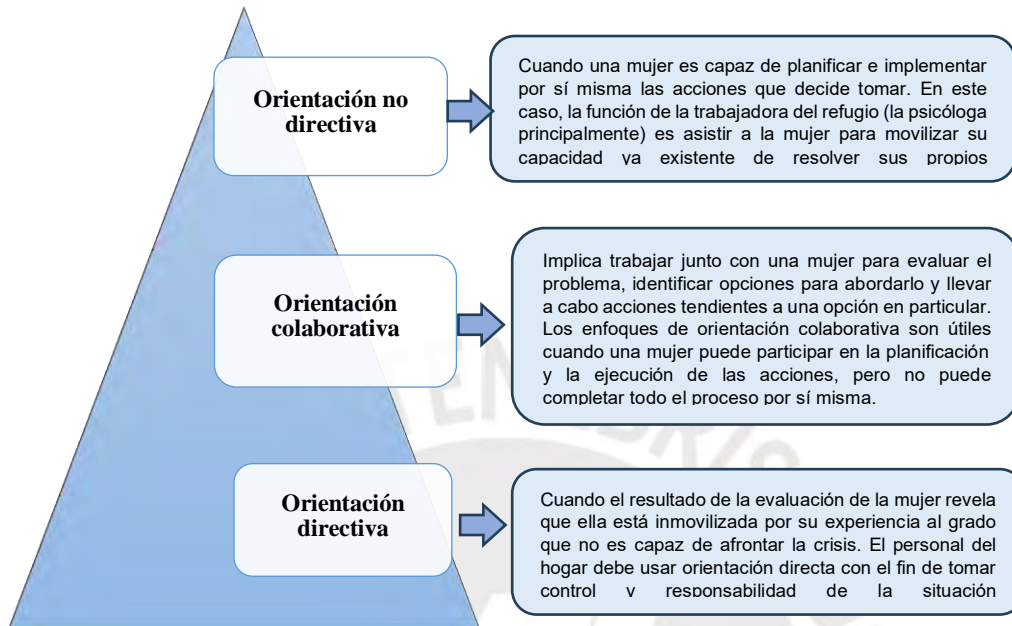 Orientación no
directiva
Cuando una mujer es capaz de planificar e implementar
por sí misma las acciones que decide tomar. En este
caso, la función de la trabajadora del refugio (la psicóloga
principalmente) es asistir a la mujer para movilizar su
capacidad ya existente de resolver sus propios
Orientación
colaborativa
Implica trabajar junto con una mujer para evaluar el
problema, identificar opciones para abordarlo y llevar
a cabo acciones tendientes a una opción en particular.
Los enfoques de orientación colaborativa son útiles
cuando una mujer puede participar en la planificación
y la ejecución de las acciones, pero no puede
completar todo el proceso por sí misma.
Orientación
directiva
Cuando el resultado de la evaluación de la mujer revela
que ella está inmovilizada por su experiencia al grado
que no es capaz de afrontar la crisis. El personal del
hogar debe usar orientación directa con el fin de tomar
control y responsabilidad de la situación